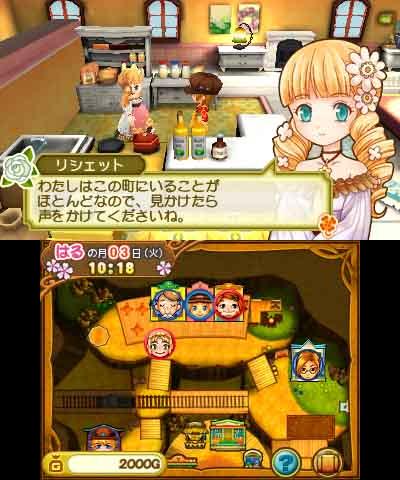 リシェット
わたしはこの町にいることが
ほとんどなので、見かけたら
声をかけてくださいね。
はるの月03日(火)
10:18
G 2000G
?